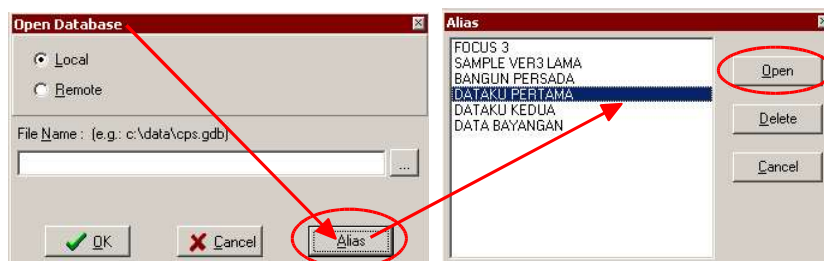 Open Database
Local
Remote
File Name : (e.g.: c:\data\cps.gdb)
...
OK
Cancel
Alias
Alias
FOCUS 3
SAMPLE VER3 LAMA
BANGUN PERSADA
DATAKU PERTAMA
DATAKU KEDUA
DATA BAYANGAN
Open
Delete
Cancel